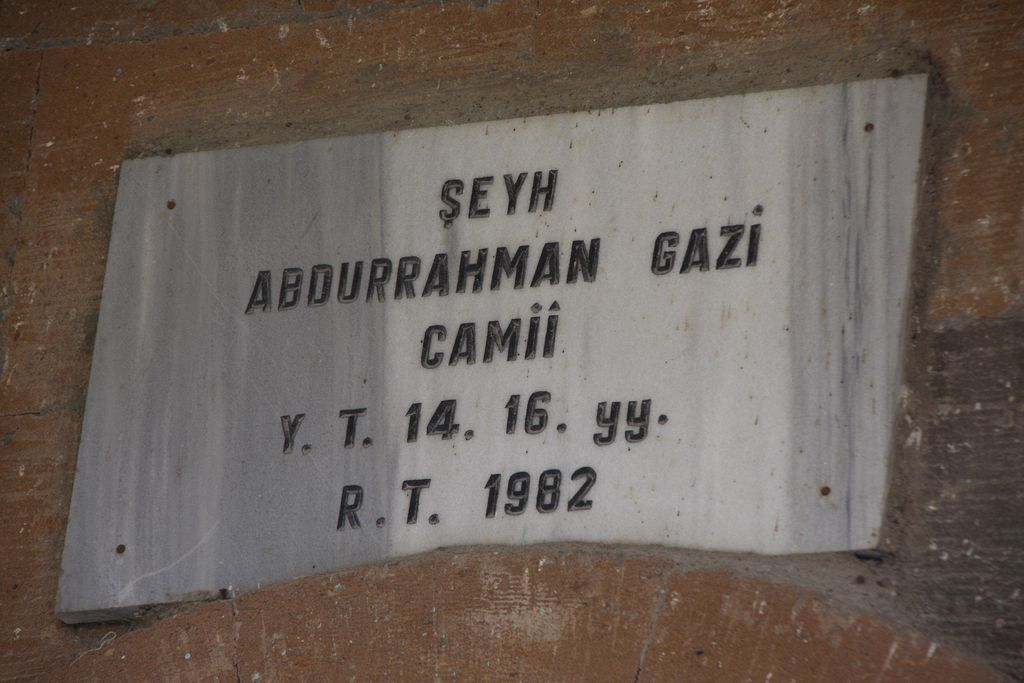 ŞEYH
ABDURRAHMAN GAZİ
CAMİÎ
Y. T. 14. 16. yy.
R. T. 1982